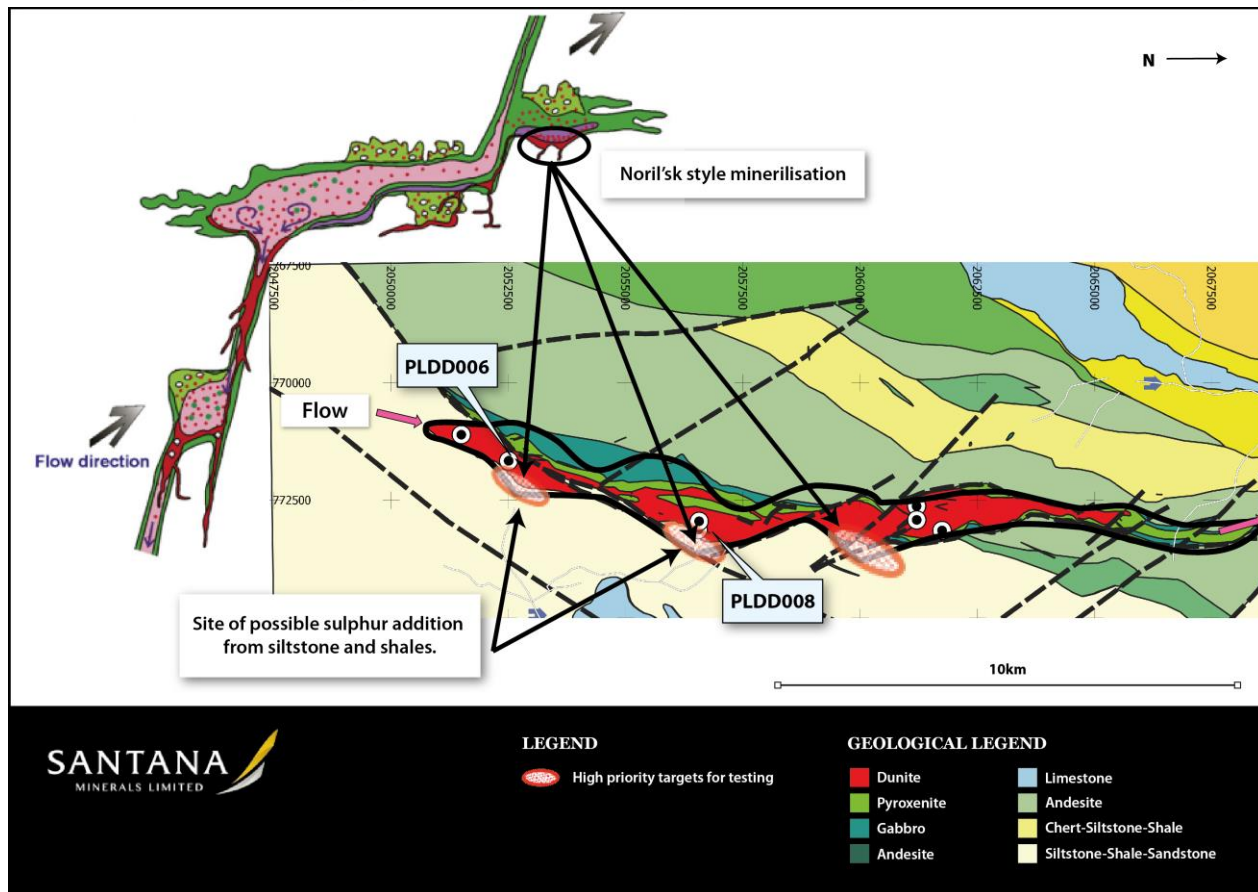 N
Noril'sk style minerilisation
767500
2047500
2050000
2052500
2055000
2057500
2060000
2062500
2065000
2067500
PLDD006
770000
Flow
Flow direction
772500
PLDD008
Site of possible sulphur addition
from siltstone and shales.
10km
SANTANA
MINERALS LIMITED
LEGEND
High priority targets for testing
GEOLOGICAL LEGEND
Dunite
Pyroxenite
Gabbro
Andesite
Limestone
Andesite
Chert-Siltstone-Shale
Siltstone-Shale-Sandstone